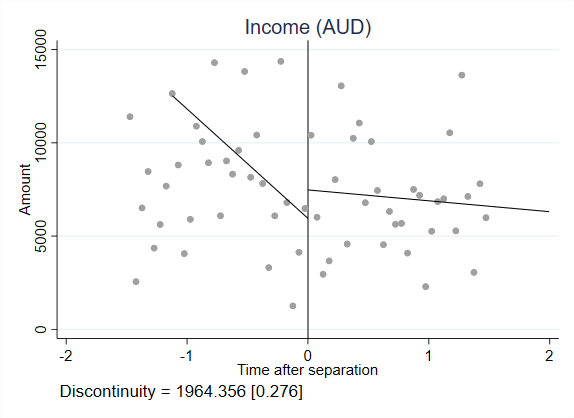 Income (AUD)
15000
10000
5000
0
Amount
-2 -1 0 1 2
Time after separation
Discontinuity = 1964.356 [0.276]